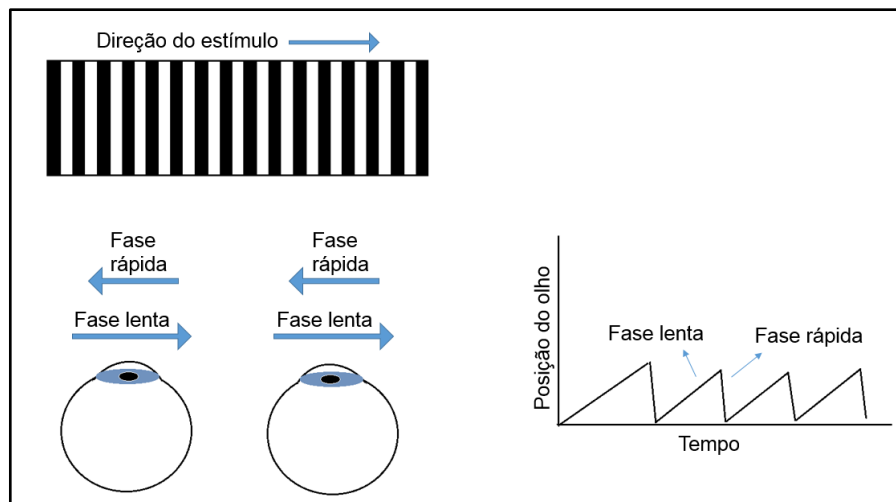 Direção do estímulo
Fase
rápida
Fase
rápida
Fase lenta
Fase lenta
Posição do olho
Fase lenta
Fase rápida
Tempo